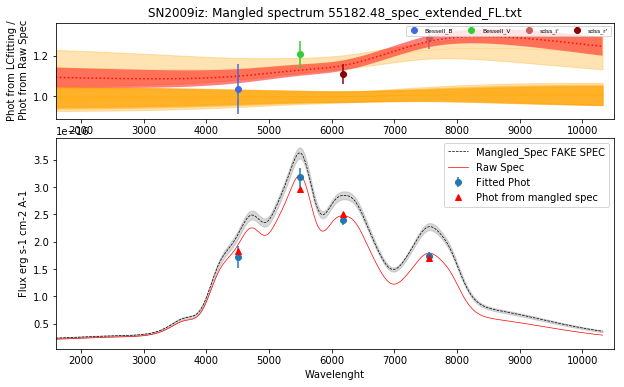 SN2009iz: Mangled spectrum 55182.48_spec_extended_FL.txt
Phot from LCfitting /
Phot from Raw Spec
1.2
1.0
Bessell_B
Bessell_V
sdss_i'
sdss_r'
2000 3000 4000 5000 6000 7000 8000 9000 10000
1e−16
Flux erg s-1 cm-2 A-1
3.5
3.0
2.5
2.0
1.5
1.0
0.5
Mangled_Spec FAKE SPEC
Raw Spec
Fitted Phot
Phot from mangled spec
2000 3000 4000 5000 6000 7000 8000 9000 10000
Wavelenght